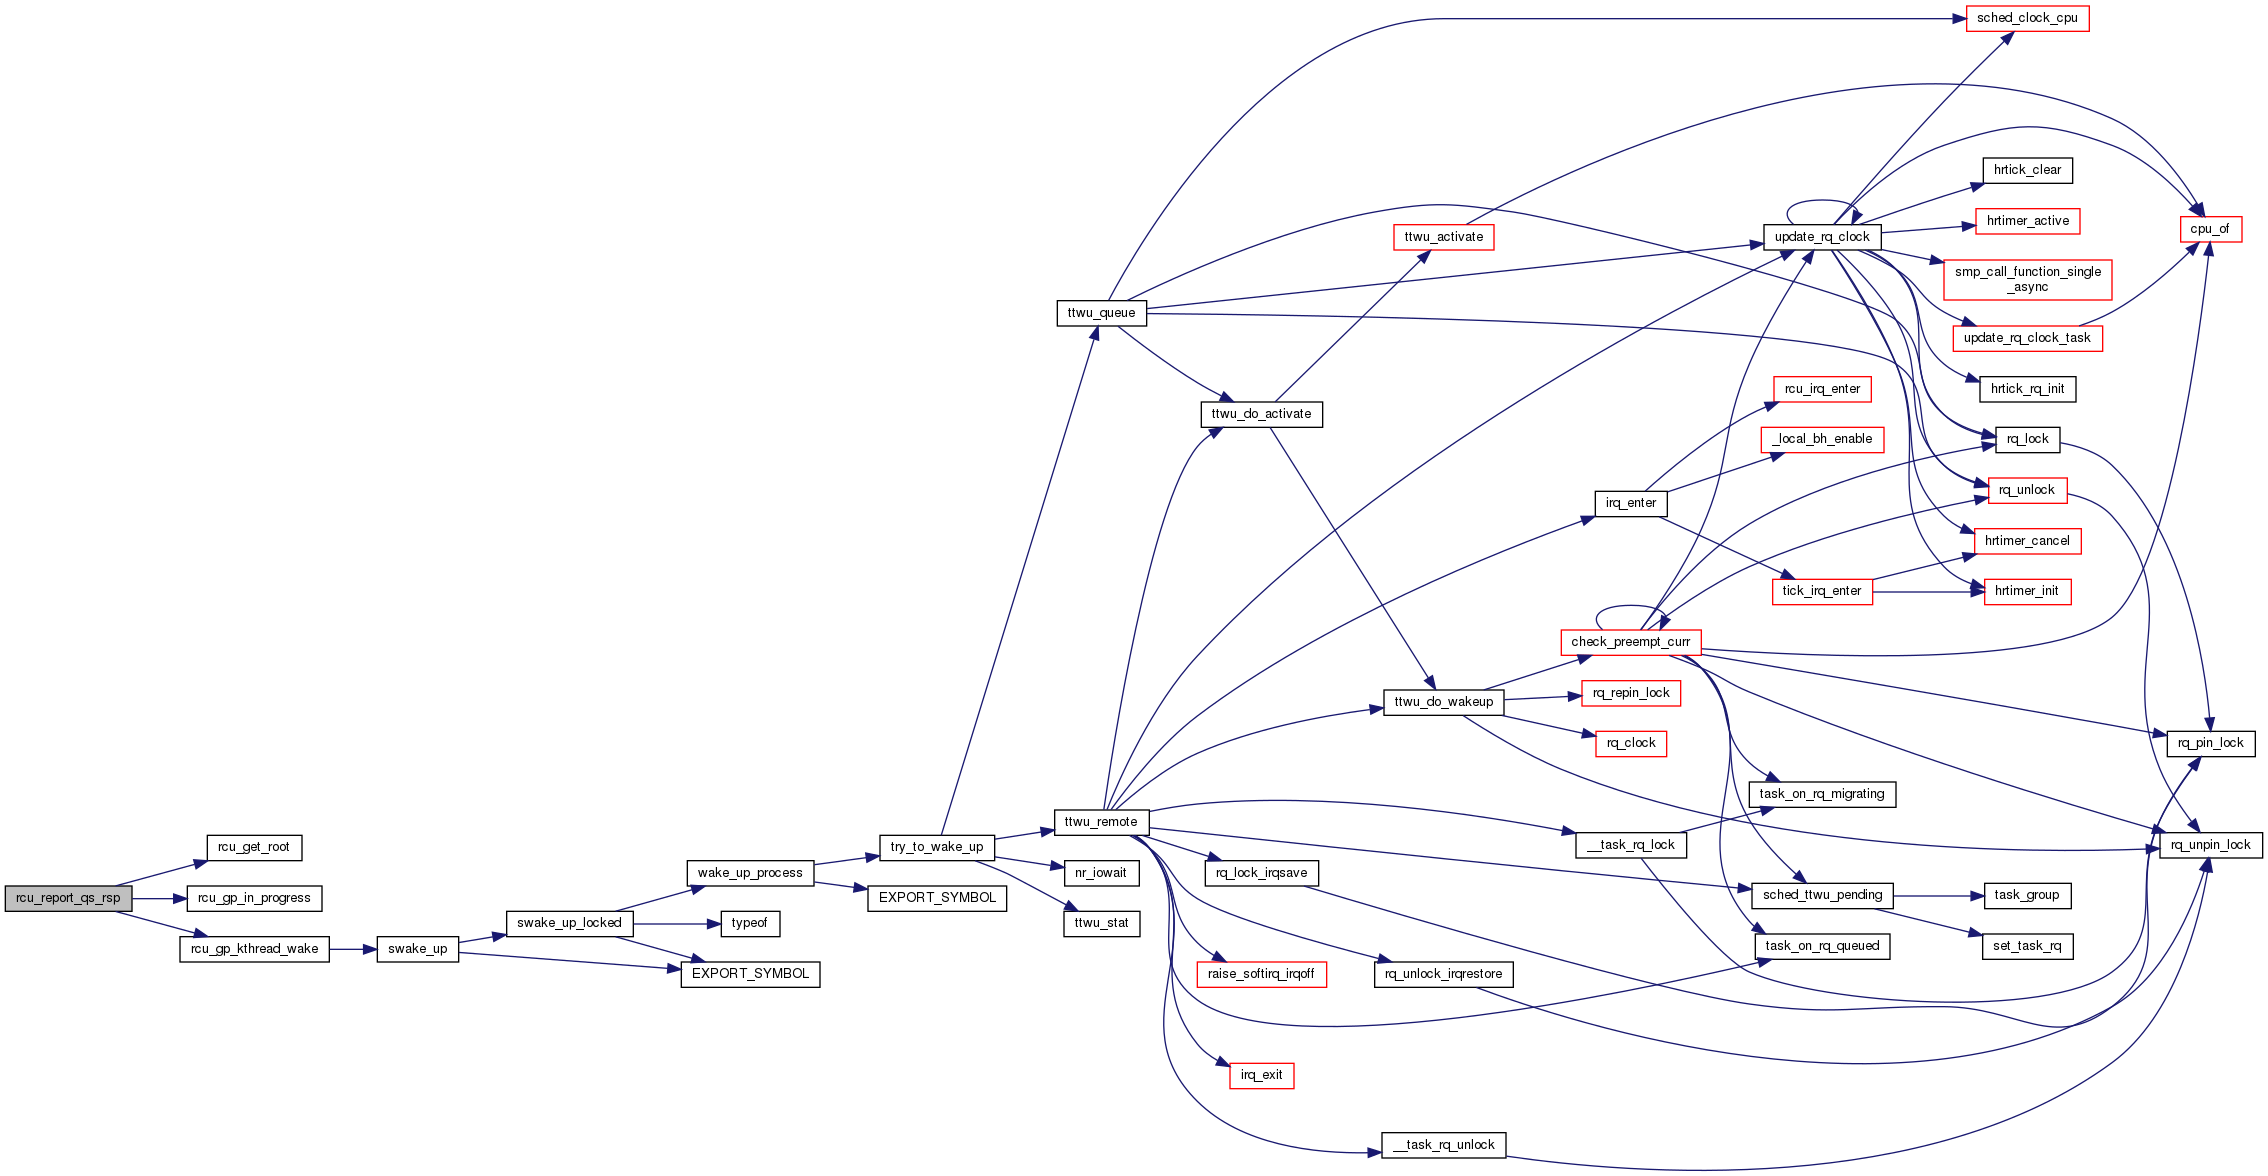 sched_clock_cpu
hrtick_clear
ttwu_activate
update_rq_clock
hrtimer_active
cpu_of
smp_call_function_single
_async
ttwu_queue
update_rq_clock_task
rcu_irq_enter
hrtick_rq_init
ttwu_do_activate
_local_bh_enable
rq_lock
irq_enter
rq_unlock
hrtimer_cancel
tick_irq_enter
hrtimer_init
check_preempt_curr
rq_repin_lock
ttwu_do_wakeup
rq_clock
rq_pin_lock
task_on_rq_migrating
ttwu_remote
rcu_get_root
try_to_wake_up
__task_rq_lock
rq_unpin_lock
wake_up_process
nr_iowait
rq_lock_irqsave
rcu_report_qs_rsp
rcu_gp_in_progress
EXPORT_SYMBOL
sched_ttwu_pending
task_group
swake_up_locked
typeof
ttwu_stat
rcu_gp_kthread_wake
swake_up
task_on_rq_queued
set_task_rq
EXPORT_SYMBOL
raise_softirq_irqoff
rq_unlock_irqrestore
irq_exit
__task_rq_unlock